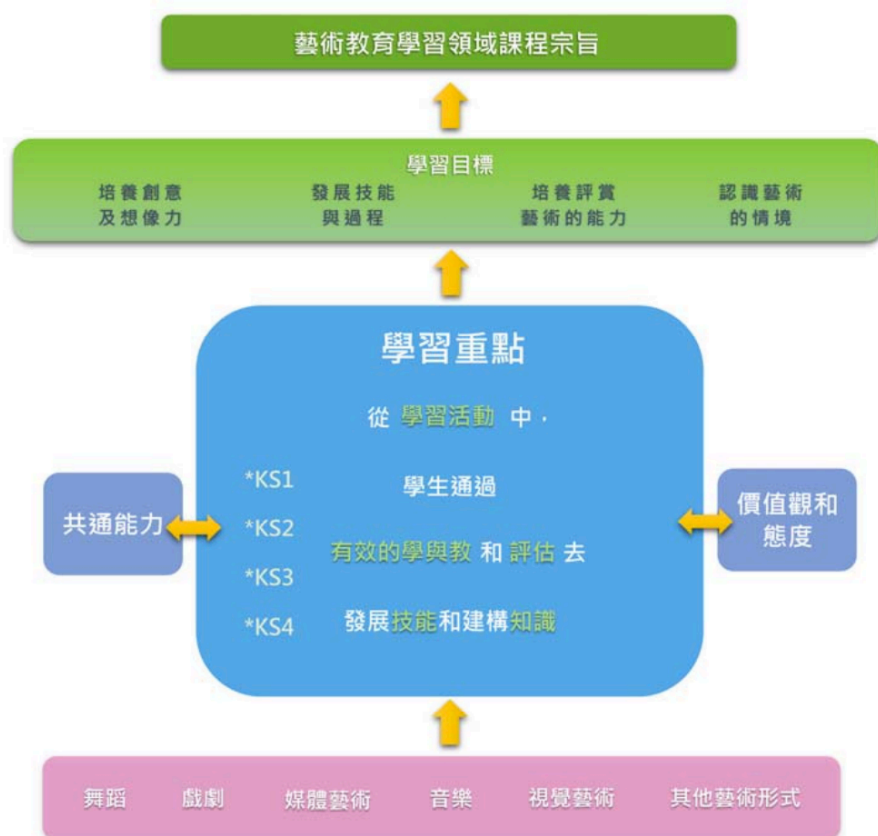 藝術教育學習領域課程宗旨
學習目標
培養創意
及想像力
發展技能
與過程
培養評賞
藝術的能力
認識藝術
的情境
學習重點
從 學習活動 中，
*KS1
學生通過
*KS2
有效的學與教 和 評估 去
*KS3
*KS4
發展技能和建構知識
共通能力
價值觀和
態度
舞蹈 戲劇 媒體藝術 音樂 視覺藝術 其他藝術形式